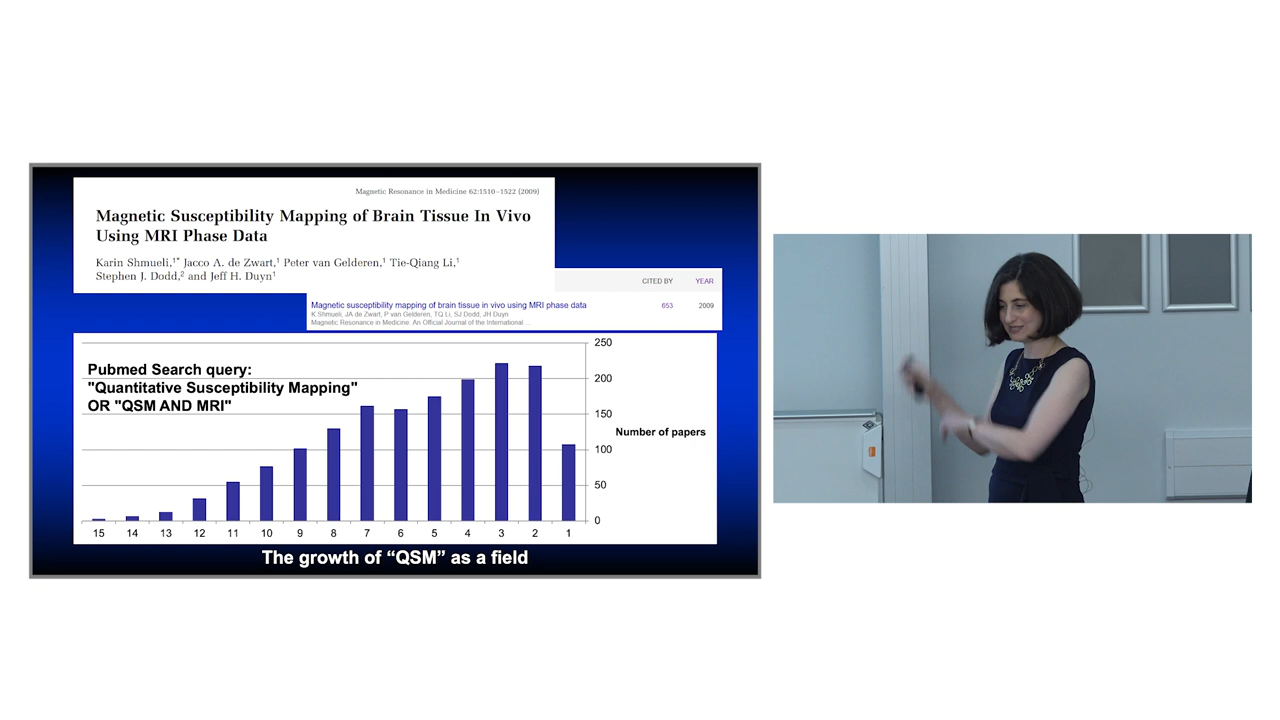 Magnetic Resonance in Medicine 62:1510–1522 (2009)
Magnetic Susceptibility Mapping of Brain Tissue In Vivo
Using MRI Phase Data
Karin Shmueli,1* Jacco A. de Zwart,1 Peter van Gelderen,1 Tie-Qiang Li,1
Stephen J. Dodd,2 and Jeff H. Duyn1
CITED BY YEAR
Magnetic susceptibility mapping of brain tissue in vivo using MRI phase data 653 2009
K Shmueli, JA de Zwart, P van Gelderen, TQ Li, SJ Dodd, JH Duyn
Magnetic Resonance in Medicine: An Official Journal of the International ...
Pubmed Search query:
"Quantitative Susceptibility Mapping"
OR "QSM AND MRI"
250
200
150
100
50
0
Number of papers
15 14 13 12 11 10 9 8 7 6 5 4 3 2 1
The growth of “QSM” as a field